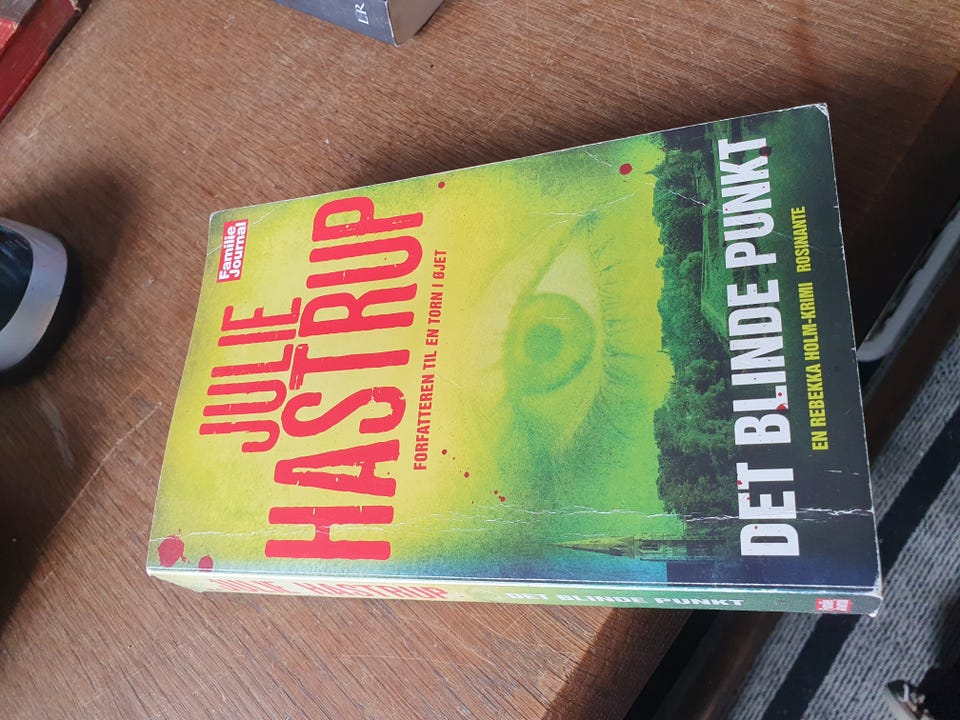 Familie
Journal
JULIE
HASTRUP
FORFATTEREN TIL EN TORN I ØJET
DET BLINDE PUNKT
EN REBEKKA HOLM-KRIMI ROSINANTE
JULIE HASTRUP
DET BLINDE PUNKT
ER